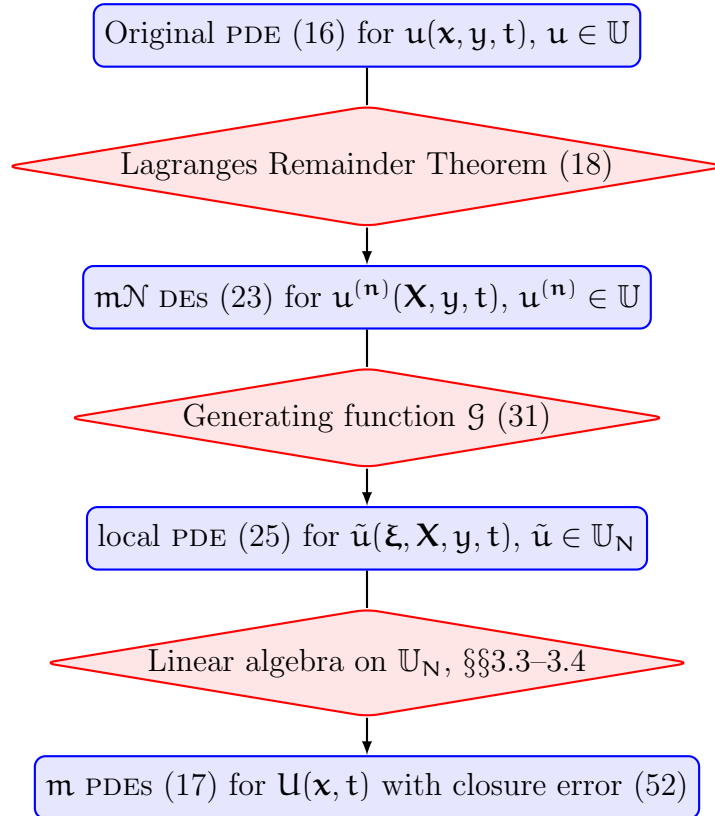 Original PDE (16) for u(x, y, t), u ∈ 𝕌
Lagranges Remainder Theorem (18)
m𝒩 DEs (23) for u⁽ⁿ⁾(X, y, t), u⁽ⁿ⁾ ∈ 𝕌
Generating function 𝒢 (31)
local PDE (25) for ũ(ξ, X, y, t), ũ ∈ 𝕌_N
Linear algebra on 𝕌_N, §§3.3–3.4
m PDEs (17) for U(x, t) with closure error (52)